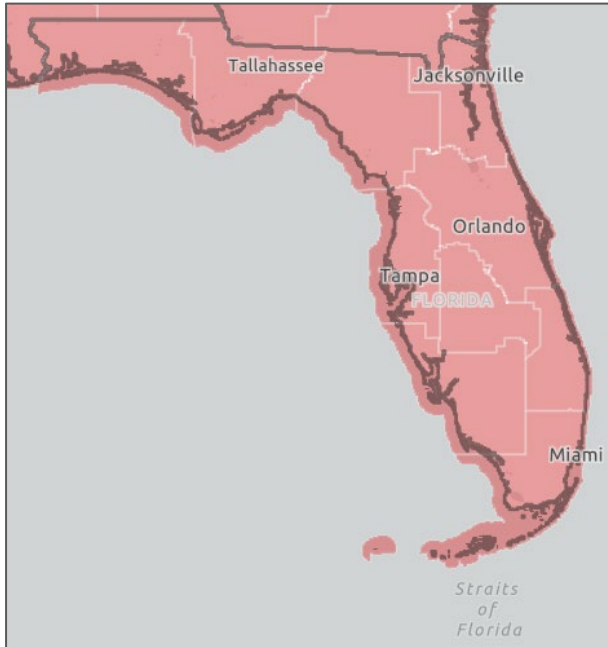 Tallahassee
Jacksonville
Orlando
Tampa
FLORIDA
Miami
Straits
of
Florida